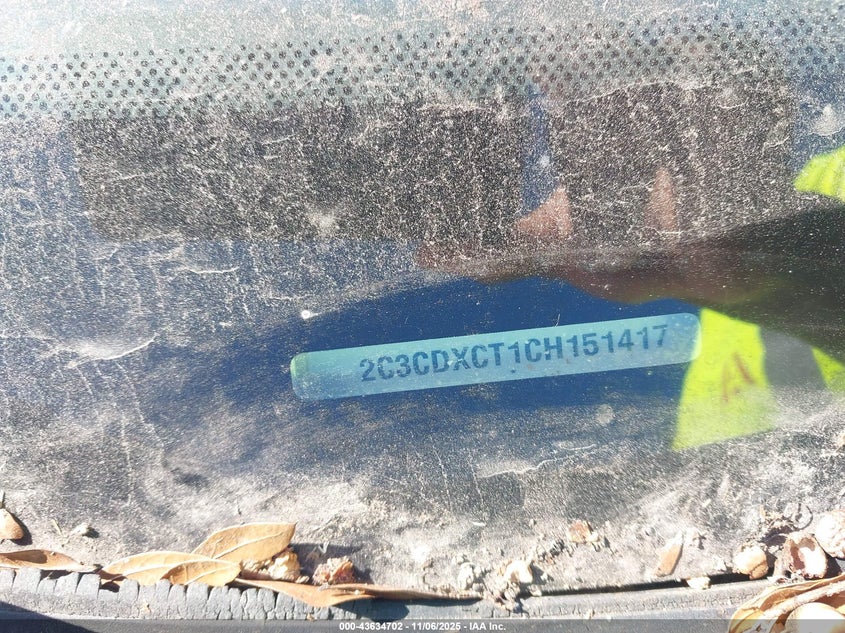 2C3CDXCT1CH151417
000-43634702 - 11/06/2025 - IAA Inc.